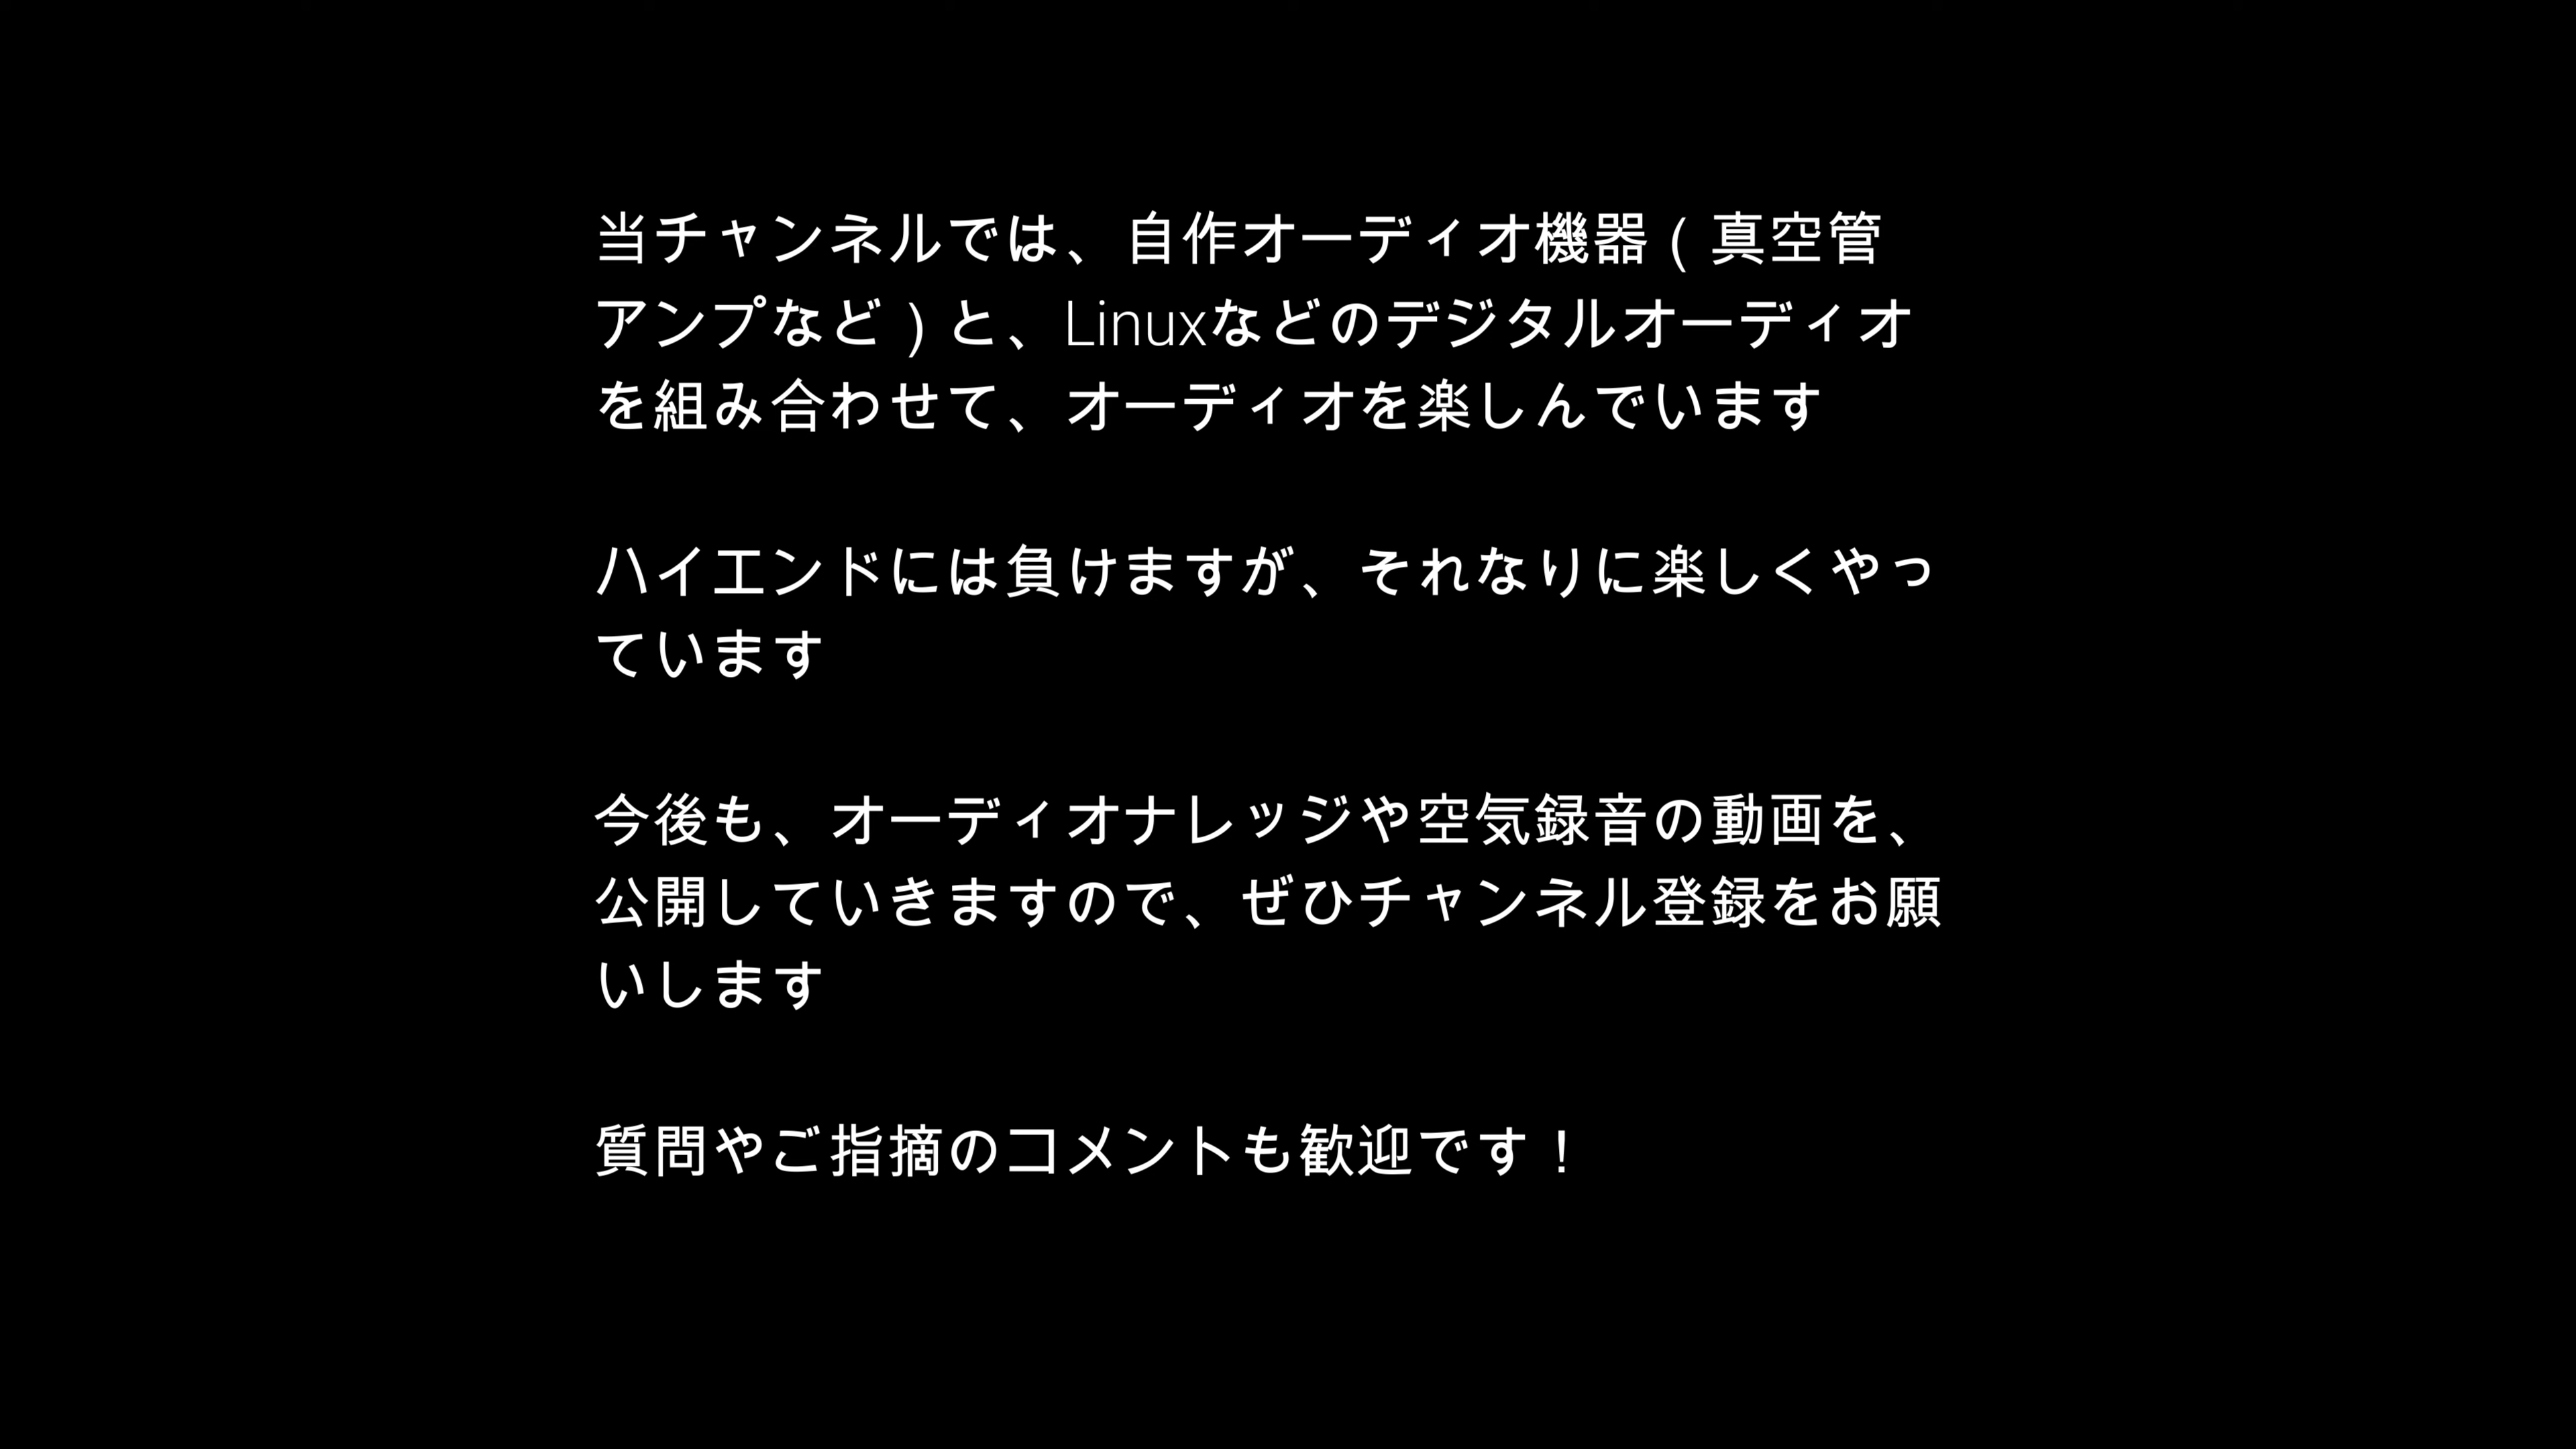 当チャンネルでは、自作オーディオ機器(真空管
アンプなど)と、Linuxなどのデジタルオーディオ
を組み合わせて、オーディオを楽しんでいます
ハイエンドには負けますが、それなりに楽しくやっ
ています
今後も、オーディオナレッジや空気録音の動画を、
公開していきますので、ぜひチャンネル登録をお願
いします
質問やご指摘のコメントも歓迎です!